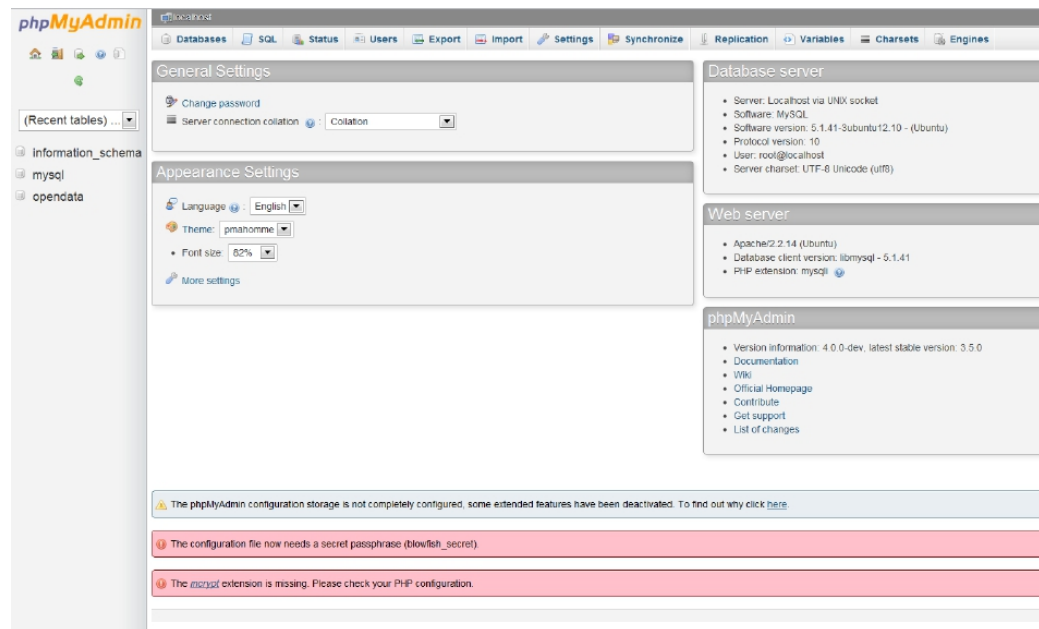 phpMyAdmin
(Recent tables) ...
information_schema
mysql
opendata
localhost
Databases SQL Status Users Export Import Settings Synchronize Replication Variables Charsets Engines
General Settings
Change password
Server connection collation : Collation
Appearance Settings
Language : English
Theme: pmahomme
Font size: 82%
More settings
Database server
Server: Localhost via UNIX socket
Software: MySQL
Software version: 5.1.41-3ubuntu12.10 - (Ubuntu)
Protocol version: 10
User: root@localhost
Server charset: UTF-8 Unicode (utf8)
Web server
Apache/2.2.14 (Ubuntu)
Database client version: libmysql - 5.1.41
PHP extension: mysqli
phpMyAdmin
Version information: 4.0.0-dev, latest stable version: 3.5.0
Documentation
Wiki
Official Homepage
Contribute
Get support
List of changes
The phpMyAdmin configuration storage is not completely configured, some extended features have been deactivated. To find out why click here.
The configuration file now needs a secret passphrase (blowfish_secret).
The mcrypt extension is missing. Please check your PHP configuration.